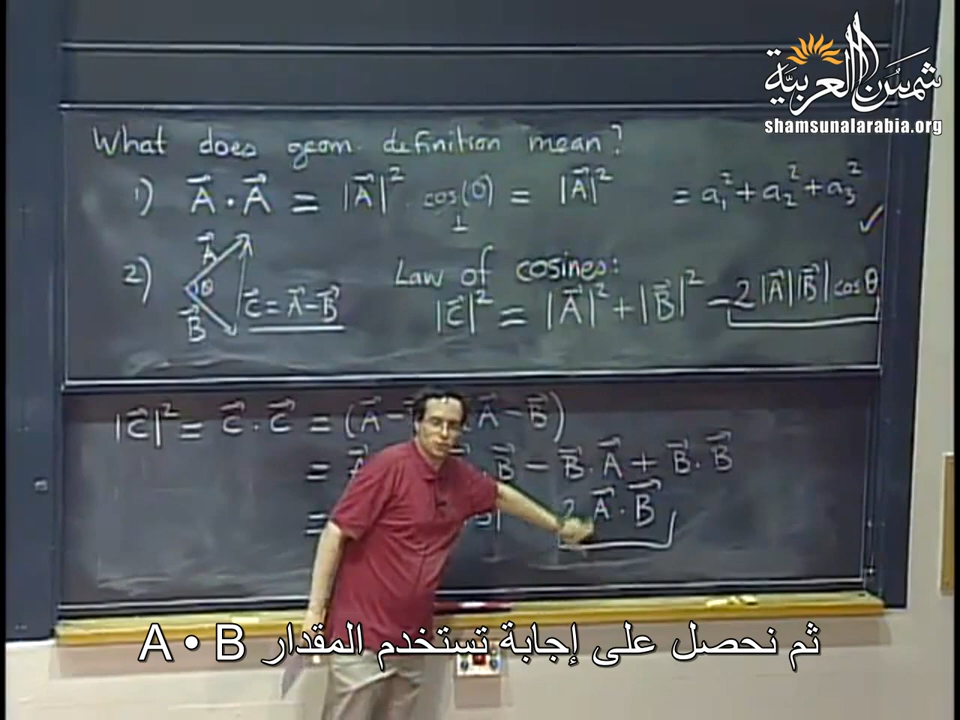 شمس العربية
shamsunalarabia.org
What does geom. definition mean?
1) A⃗ · A⃗ = |A⃗|² cos(0) = |A⃗|² = a₁² + a₂² + a₃² ✓
1
2) A⃗ θ B⃗ C⃗ = A⃗ − B⃗
Law of cosines:
|C⃗|² = |A⃗|² + |B⃗|² − 2|A⃗||B⃗| cos θ
|C⃗|² = C⃗ · C⃗ = (A⃗ − A⃗ − B⃗)
= · B⃗ − B⃗ · A⃗ + B⃗ · B⃗
= 2 A⃗ · B⃗
ثم نحصل على إجابة تستخدم المقدار A • B